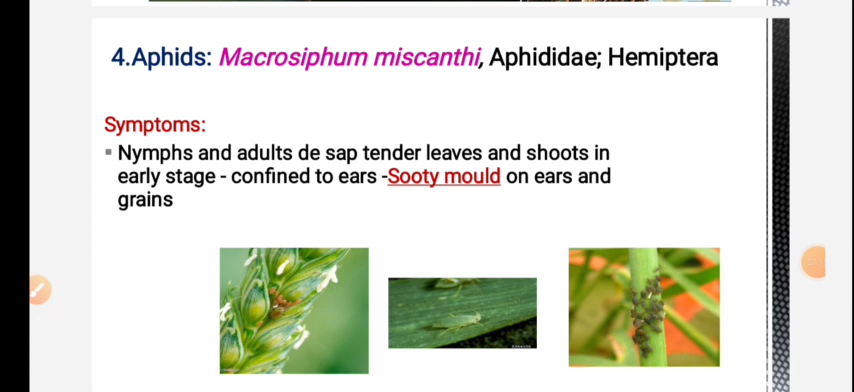 4.Aphids: Macrosiphum miscanthi, Aphididae; Hemiptera
Symptoms:
▪ Nymphs and adults de sap tender leaves and shoots in
early stage - confined to ears -Sooty mould on ears and
grains